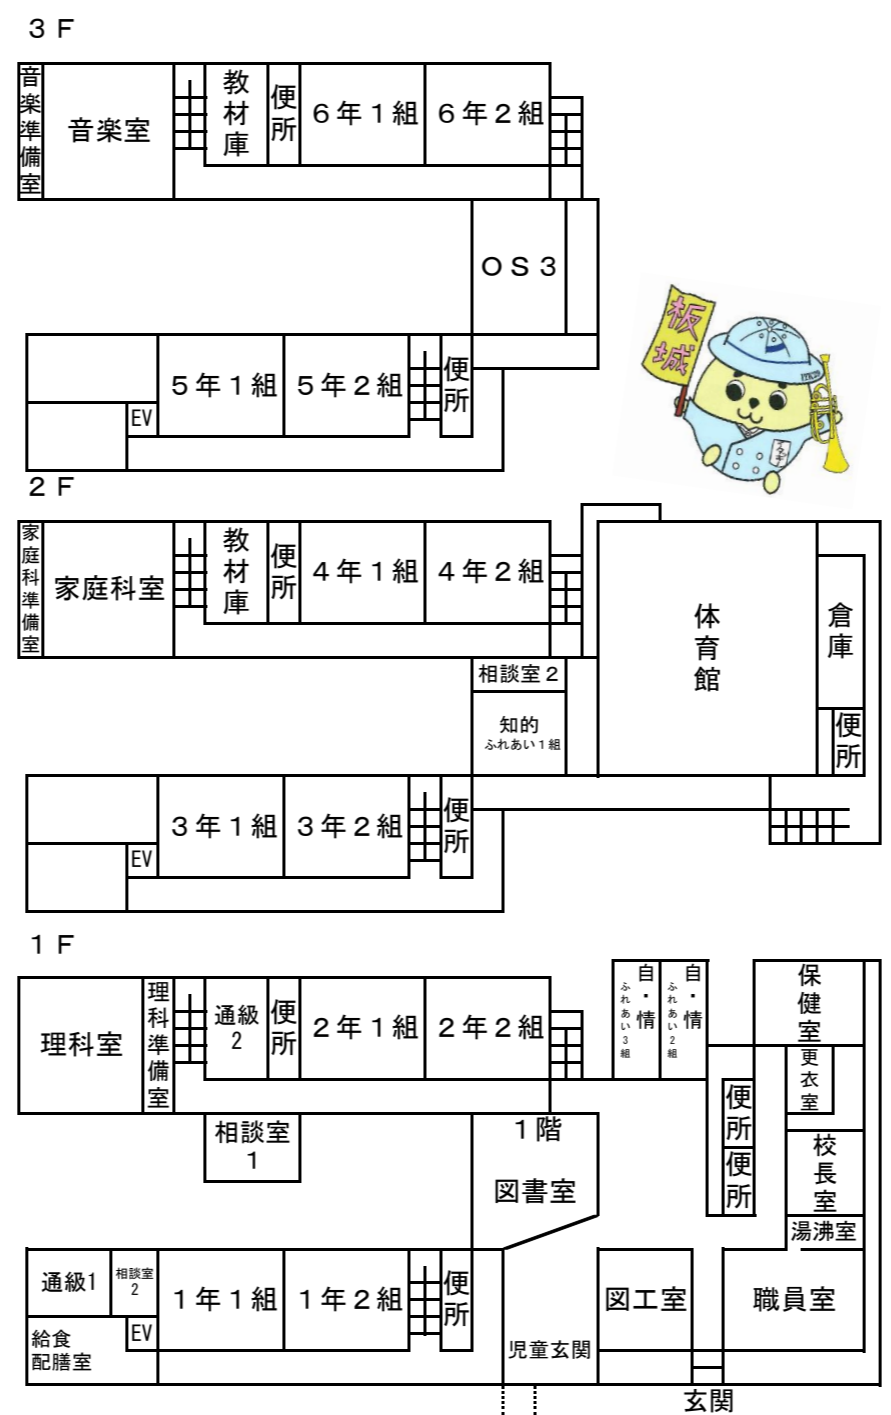 ３Ｆ
音楽準備室
音楽室
教材庫
便所
６年１組
６年２組
ＯＳ３
５年１組
５年２組
便所
EV
板城
２Ｆ
家庭科準備室
家庭科室
教材庫
便所
４年１組
４年２組
体育館
倉庫
便所
相談室２
知的
ふれあい１組
３年１組
３年２組
便所
EV
１Ｆ
理科室
理科準備室
通級
2
便所
２年１組
２年２組
自・情
ふれあい3組
自・情
ふれあい2組
保健室
更衣室
便所
便所
校長室
湯沸室
相談室
１
１階
図書室
通級1
相談室
2
１年１組
１年２組
便所
図工室
職員室
給食
配膳室
EV
児童玄関
玄関